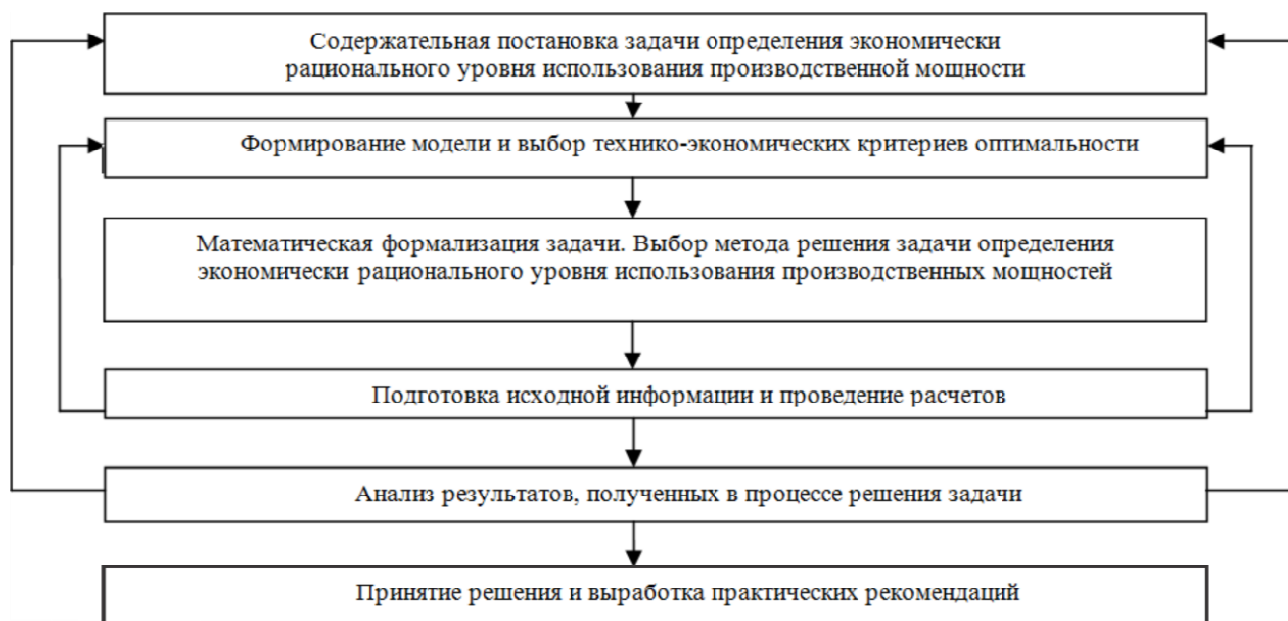 Содержательная постановка задачи определения экономически
рационального уровня использования производственной мощности
Формирование модели и выбор технико-экономических критериев оптимальности
Математическая формализация задачи. Выбор метода решения задачи определения
экономически рационального уровня использования производственных мощностей
Подготовка исходной информации и проведение расчетов
Анализ результатов, полученных в процессе решения задачи
Принятие решения и выработка практических рекомендаций